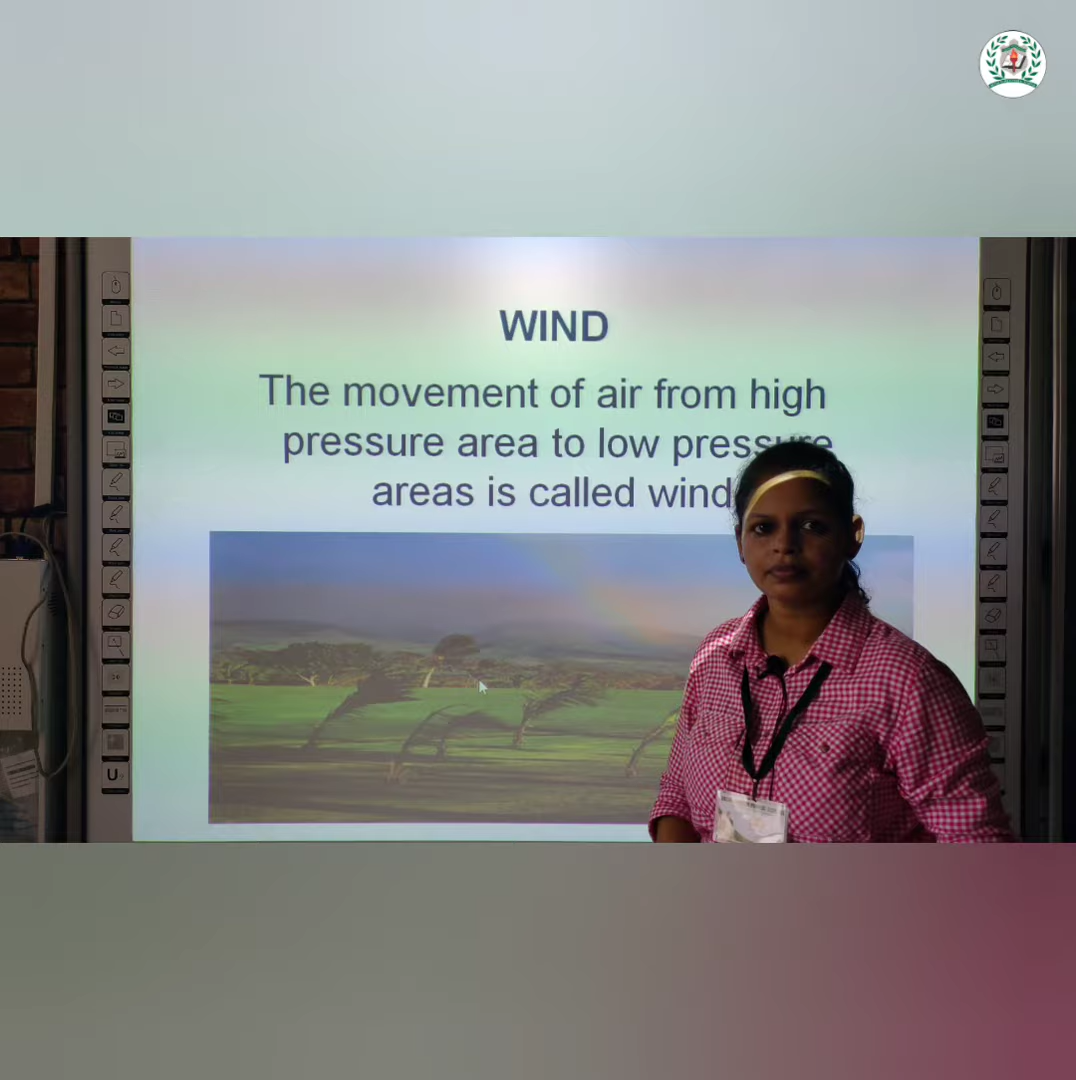 WIND
The movement of air from high
pressure area to low pressure
areas is called wind
U